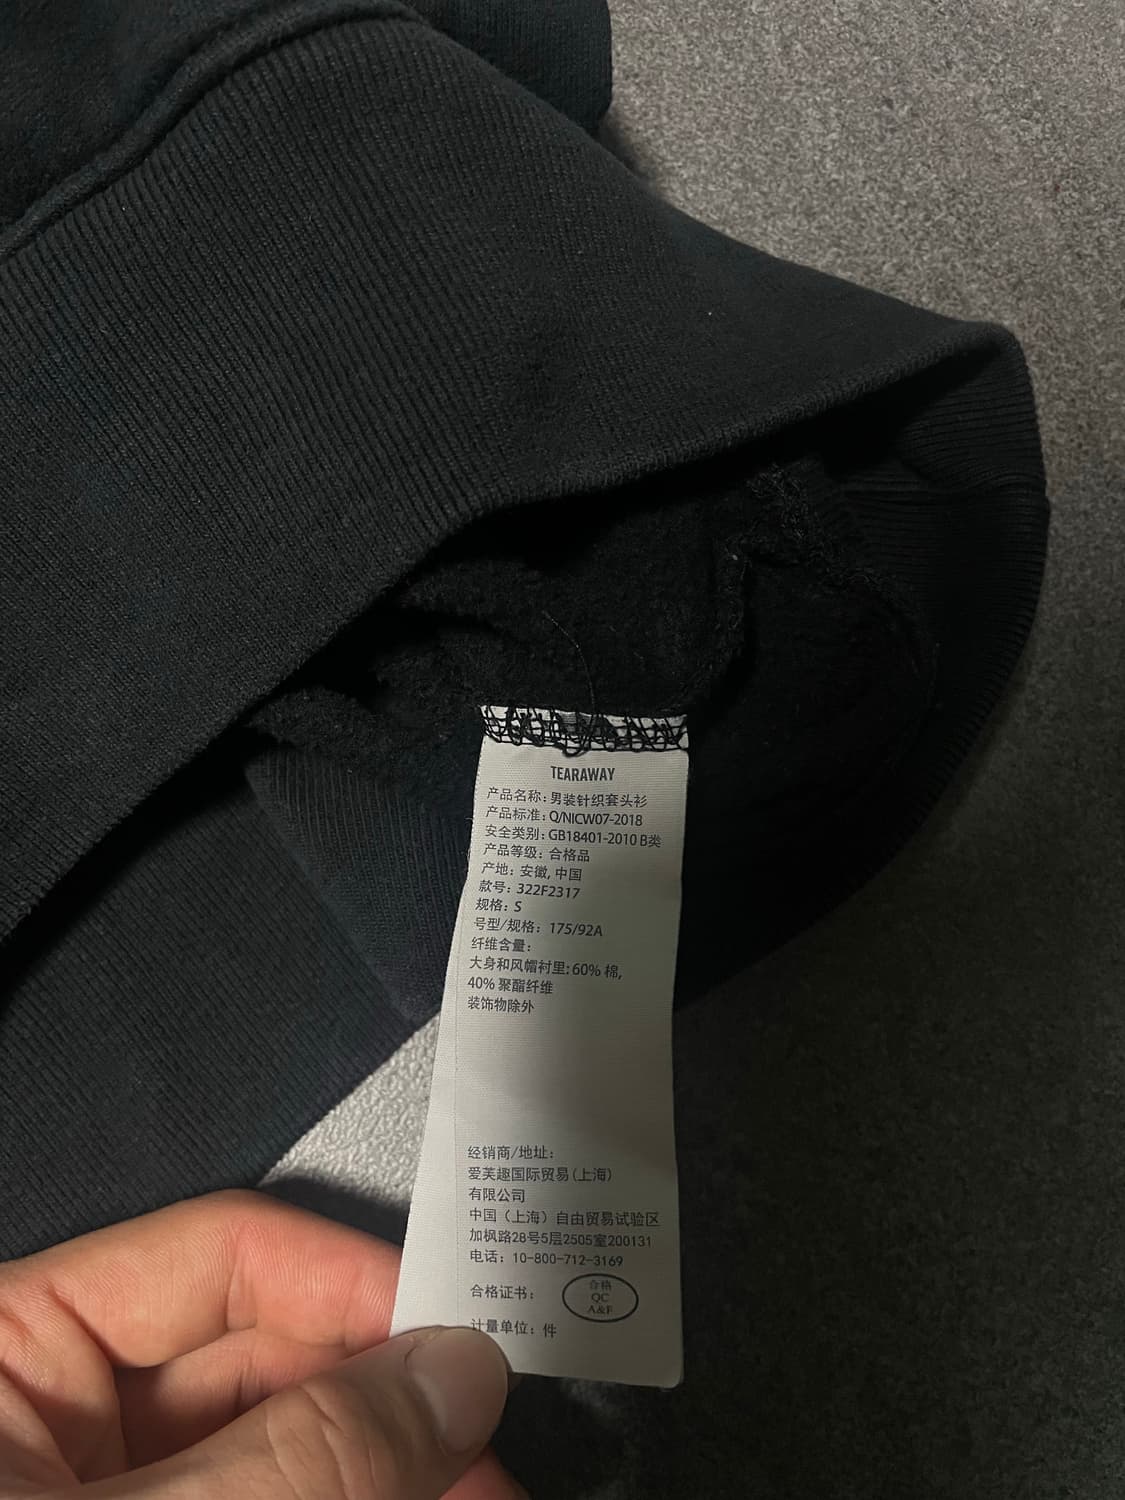 TEARAWAY
产品名称: 男装针织套头衫
产品标准: Q/NICW07-2018
安全类别: GB18401-2010 B类
产品等级: 合格品
产地: 安徽, 中国
款号: 322F2317
规格: S
号型/规格: 175/92A
纤维含量:
大身和风帽衬里: 60% 棉,
40% 聚酯纤维
装饰物除外
经销商/地址:
爱芙趣国际贸易(上海)
有限公司
中国（上海）自由贸易试验区
加枫路28号5层2505室200131
电话: 10-800-712-3169
合格证书:
合格
QC
A&F
计量单位: 件